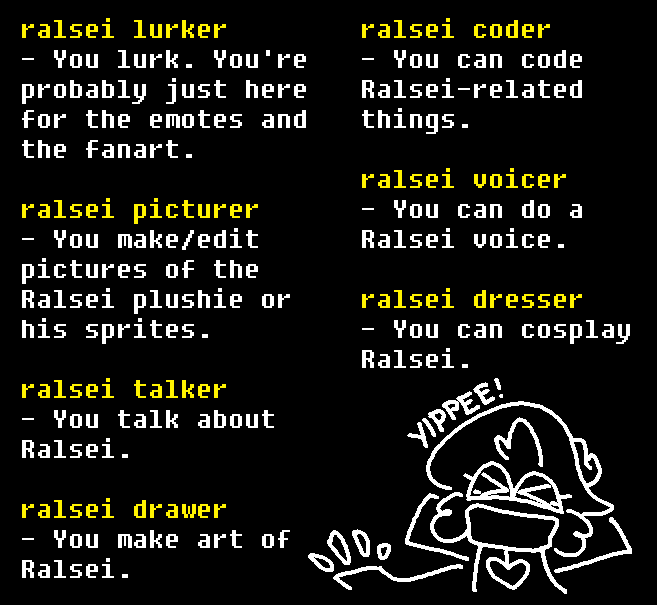 ralsei lurker
- You lurk. You're
probably just here
for the emotes and
the fanart.
ralsei picturer
- You make/edit
pictures of the
Ralsei plushie or
his sprites.
ralsei talker
- You talk about
Ralsei.
ralsei drawer
- You make art of
Ralsei.
ralsei coder
- You can code
Ralsei-related
things.
ralsei voicer
- You can do a
Ralsei voice.
ralsei dresser
- You can cosplay
Ralsei.
YIPPEE!